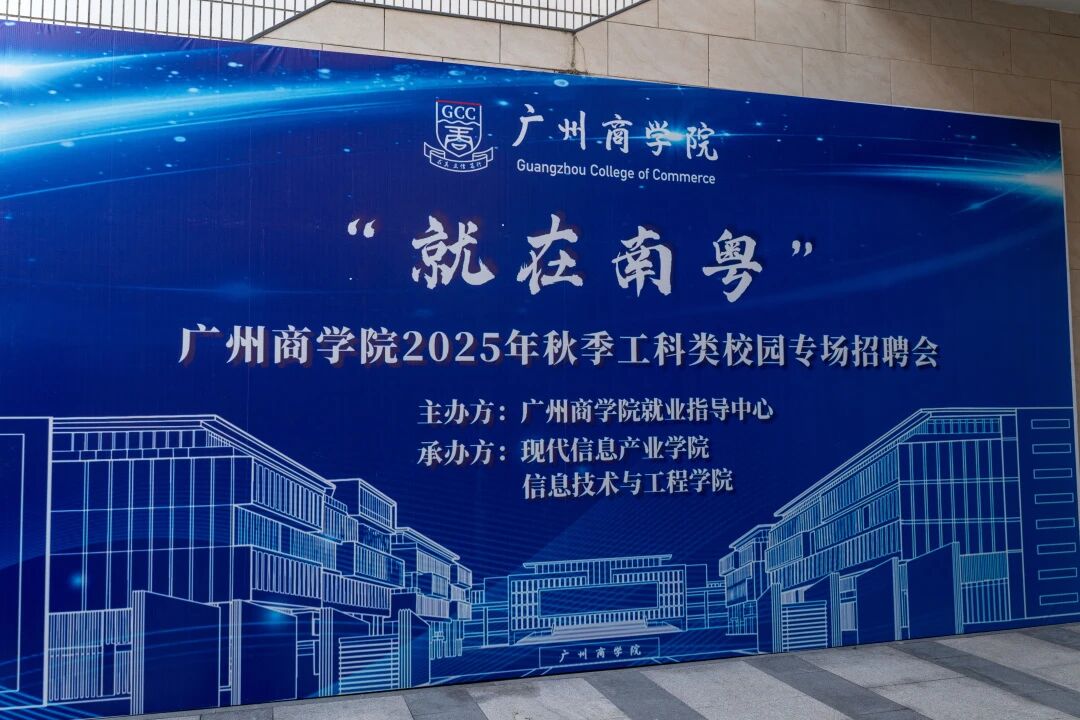 GCC
广州商学院
Guangzhou College of Commerce
“就在南粤”
广州商学院2025年秋季工科类校园专场招聘会
主办方：广州商学院就业指导中心
承办方：现代信息产业学院
信息技术与工程学院
广州商学院